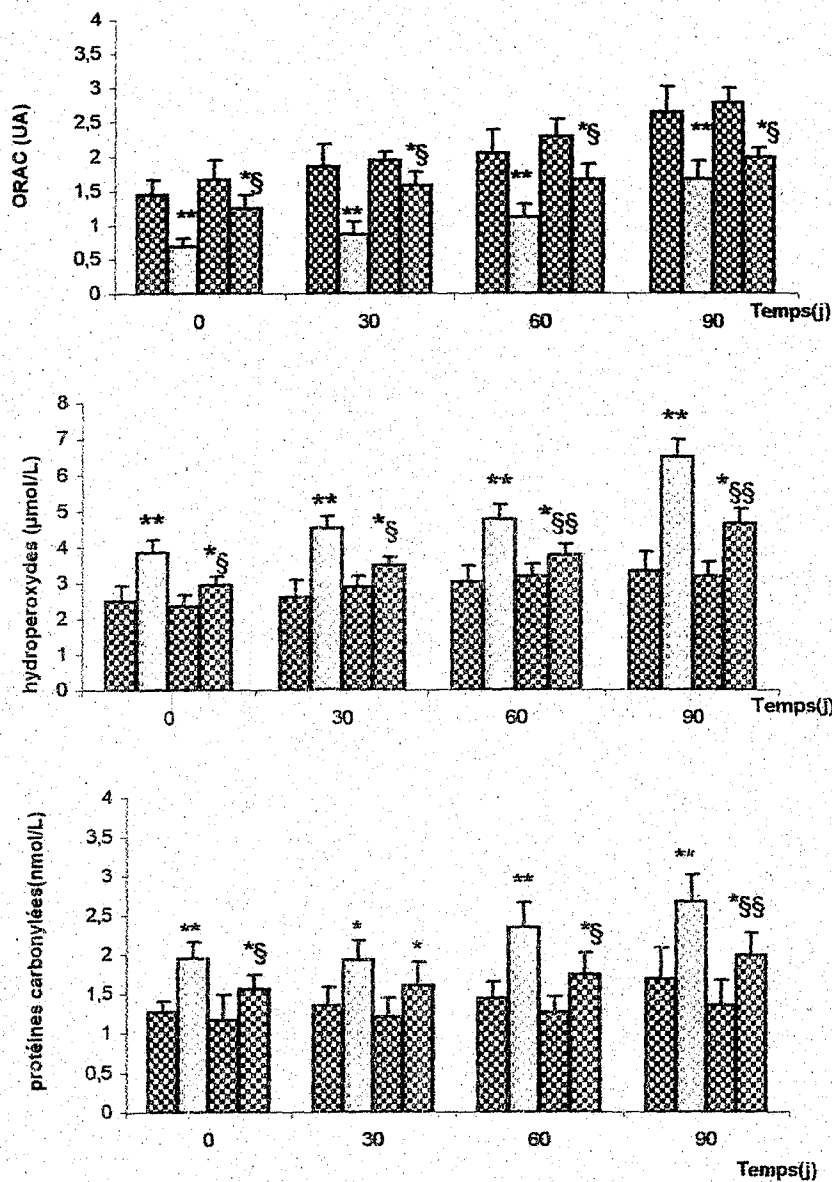 4
3,5
3
2,5
2
1,5
1
0,5
0
ORAC (UA)
** *§ ** *§ ** *§ ** *§
0 30 60 90
Temps(j)
8
7
6
5
4
3
2
1
0
hydroperoxydes (µmol/L)
** *§ ** *§ ** *§§ ** *§§
0 30 60 90
Temps(j)
4
3,5
3
2,5
2
1,5
1
0,5
0
protéines carbonylées(nmol/L)
** *§ * * ** *§ ** *§§
0 30 60 90
Temps(j)